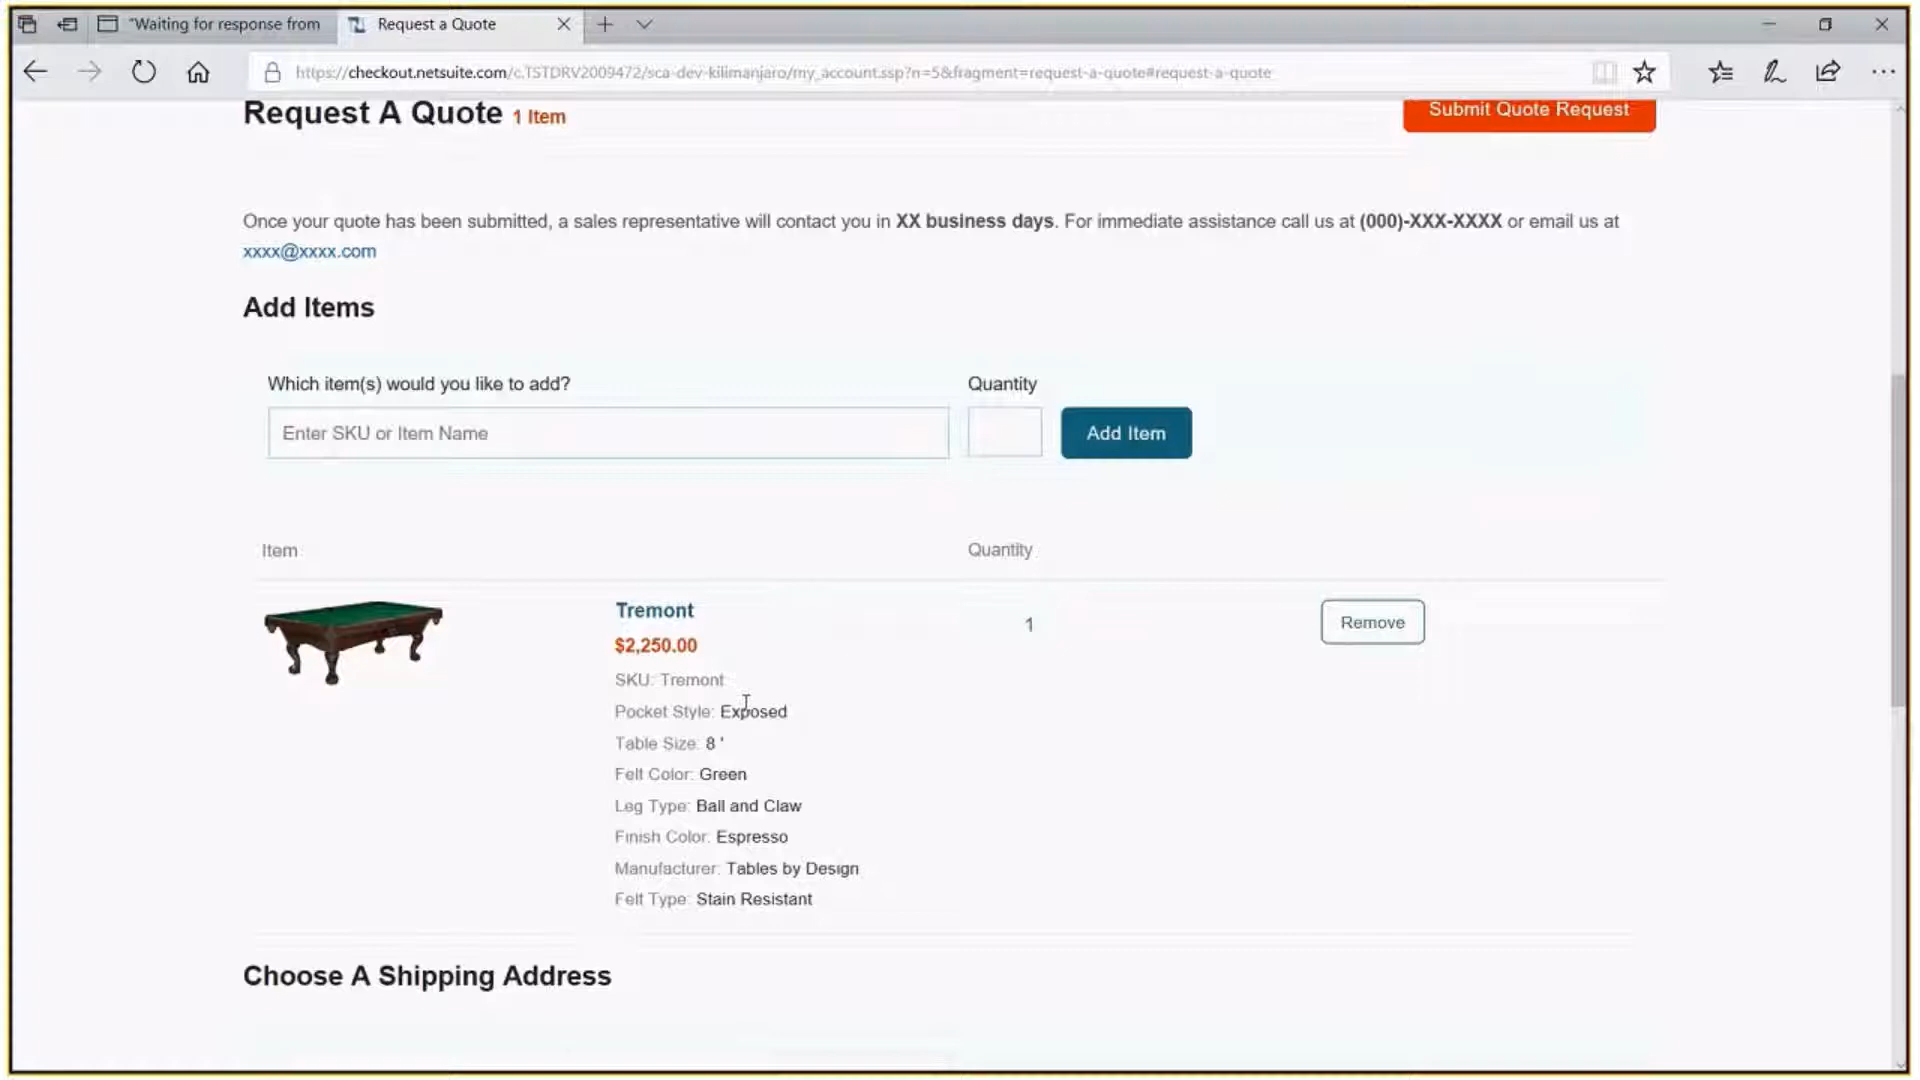 "Waiting for response from
Request a Quote
https://checkout.netsuite.com/c.TSTDRV2009472/sca-dev-kilimanjaro/my_account.ssp?n=5&fragment=request-a-quote#request-a-quote
Request A Quote 1 Item
Submit Quote Request
Once your quote has been submitted, a sales representative will contact you in XX business days. For immediate assistance call us at (000)-XXX-XXXX or email us at
xxxx@xxxx.com
Add Items
Which item(s) would you like to add?
Quantity
Enter SKU or Item Name
Add Item
Item
Quantity
Tremont
1
Remove
$2,250.00
SKU: Tremont
Pocket Style: Exposed
Table Size: 8 '
Felt Color: Green
Leg Type: Ball and Claw
Finish Color: Espresso
Manufacturer: Tables by Design
Felt Type: Stain Resistant
Choose A Shipping Address